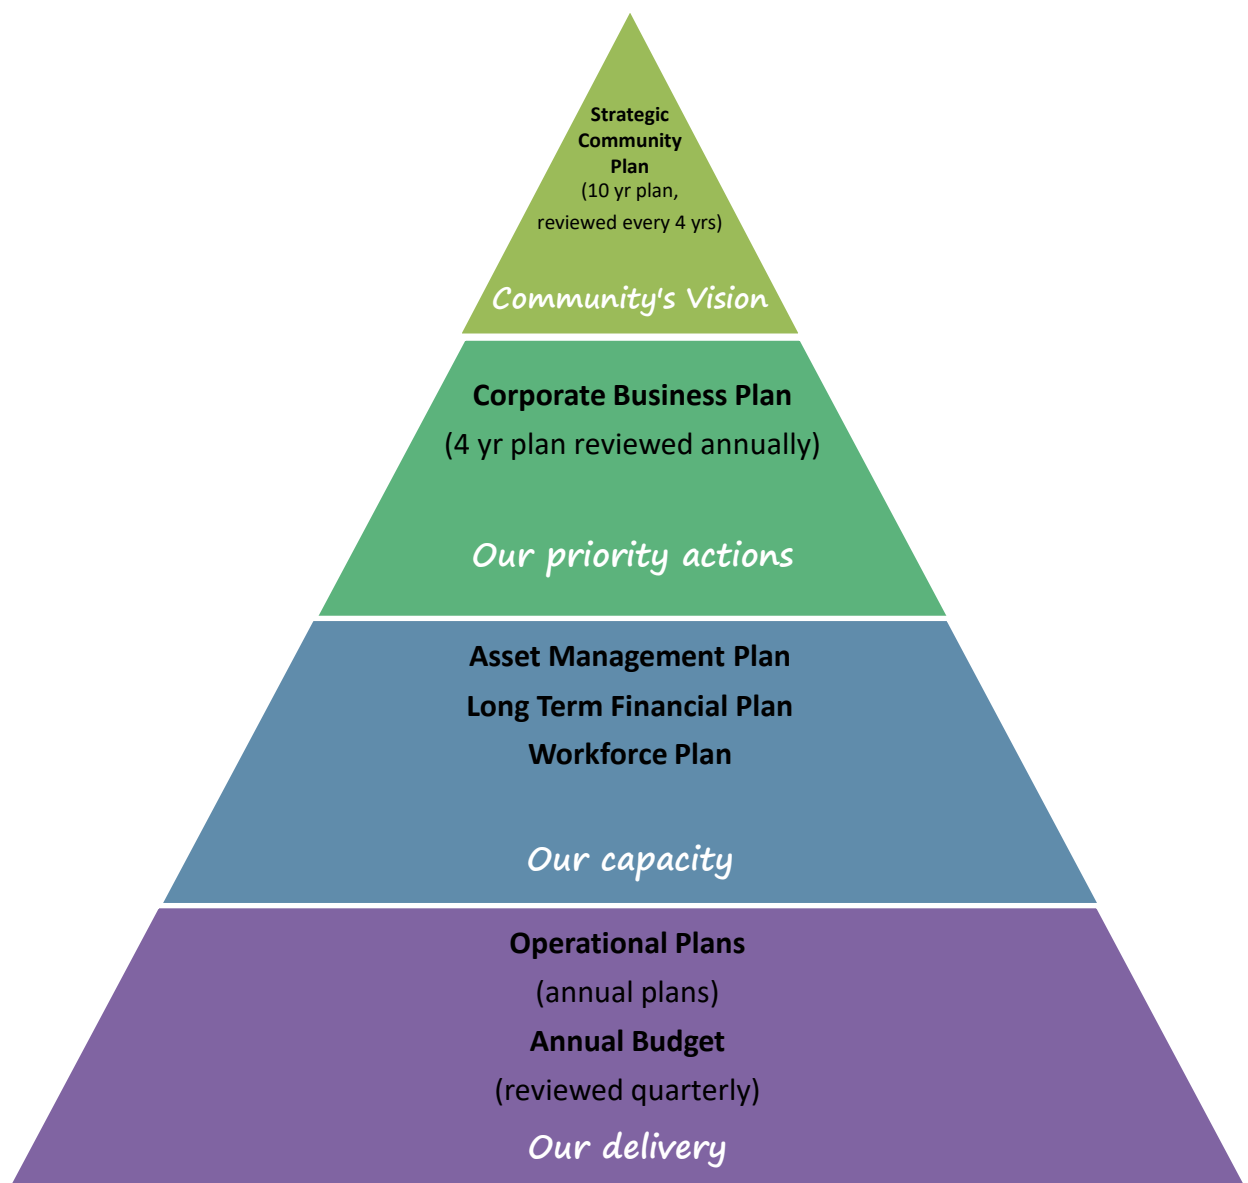 Strategic
Community
Plan
(10 yr plan,
reviewed every 4 yrs)
Community's Vision
Corporate Business Plan
(4 yr plan reviewed annually)
Our priority actions
Asset Management Plan
Long Term Financial Plan
Workforce Plan
Our capacity
Operational Plans
(annual plans)
Annual Budget
(reviewed quarterly)
Our delivery